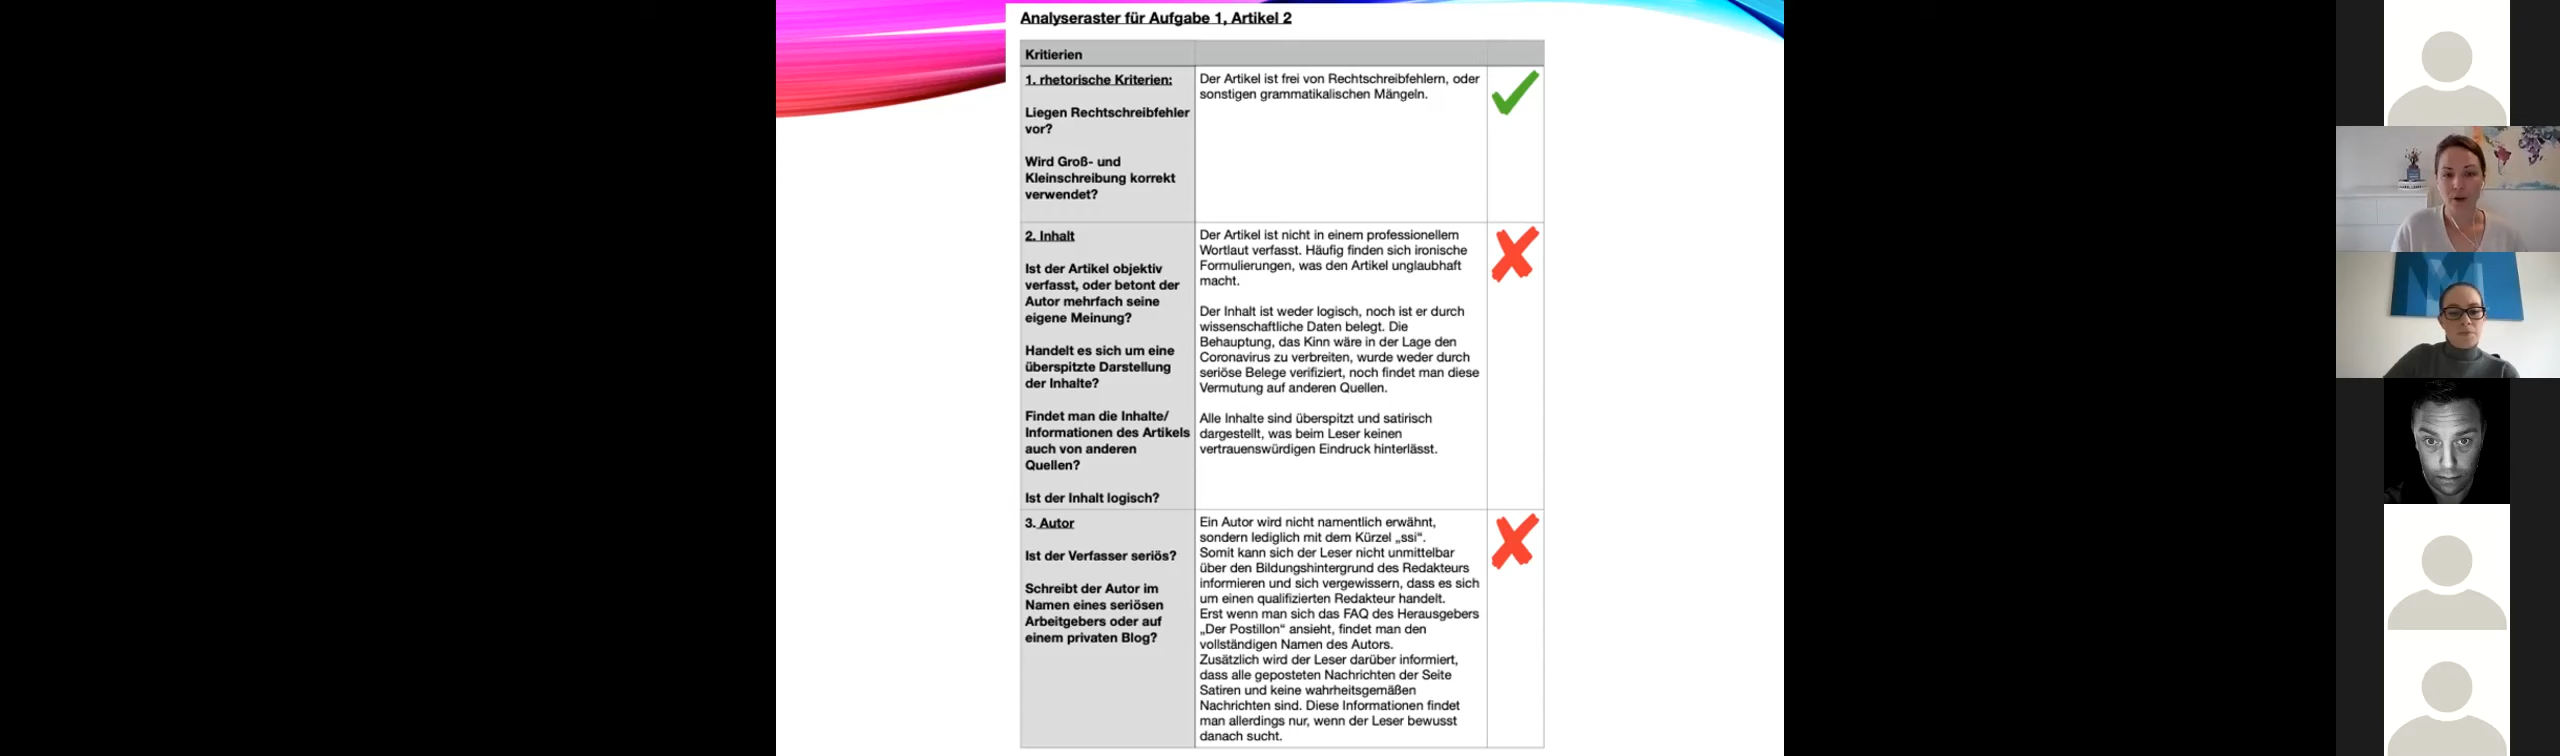 Analyseraster für Aufgabe 1, Artikel 2
Kritierien
1. rhetorische Kriterien:
Liegen Rechtschreibfehler
vor?
Wird Groß- und
Kleinschreibung korrekt
verwendet?
Der Artikel ist frei von Rechtschreibfehlern, oder
sonstigen grammatikalischen Mängeln.
2. Inhalt
Ist der Artikel objektiv
verfasst, oder betont der
Autor mehrfach seine
eigene Meinung?
Handelt es sich um eine
überspitzte Darstellung
der Inhalte?
Findet man die Inhalte/
Informationen des Artikels
auch von anderen
Quellen?
Ist der Inhalt logisch?
Der Artikel ist nicht in einem professionellem
Wortlaut verfasst. Häufig finden sich ironische
Formulierungen, was den Artikel unglaubhaft
macht.
Der Inhalt ist weder logisch, noch ist er durch
wissenschaftliche Daten belegt. Die
Behauptung, das Kinn wäre in der Lage den
Coronavirus zu verbreiten, wurde weder durch
seriöse Belege verifiziert, noch findet man diese
Vermutung auf anderen Quellen.
Alle Inhalte sind überspitzt und satirisch
dargestellt, was beim Leser keinen
vertrauenswürdigen Eindruck hinterlässt.
3. Autor
Ist der Verfasser seriös?
Schreibt der Autor im
Namen eines seriösen
Arbeitgebers oder auf
einem privaten Blog?
Ein Autor wird nicht namentlich erwähnt,
sondern lediglich mit dem Kürzel „ssi“.
Somit kann sich der Leser nicht unmittelbar
über den Bildungshintergrund des Redakteurs
informieren und sich vergewissern, dass es sich
um einen qualifizierten Redakteur handelt.
Erst wenn man sich das FAQ des Herausgebers
„Der Postillon“ ansieht, findet man den
vollständigen Namen des Autors.
Zusätzlich wird der Leser darüber informiert,
dass alle geposteten Nachrichten der Seite
Satiren und keine wahrheitsgemäßen
Nachrichten sind. Diese Informationen findet
man allerdings nur, wenn der Leser bewusst
danach sucht.